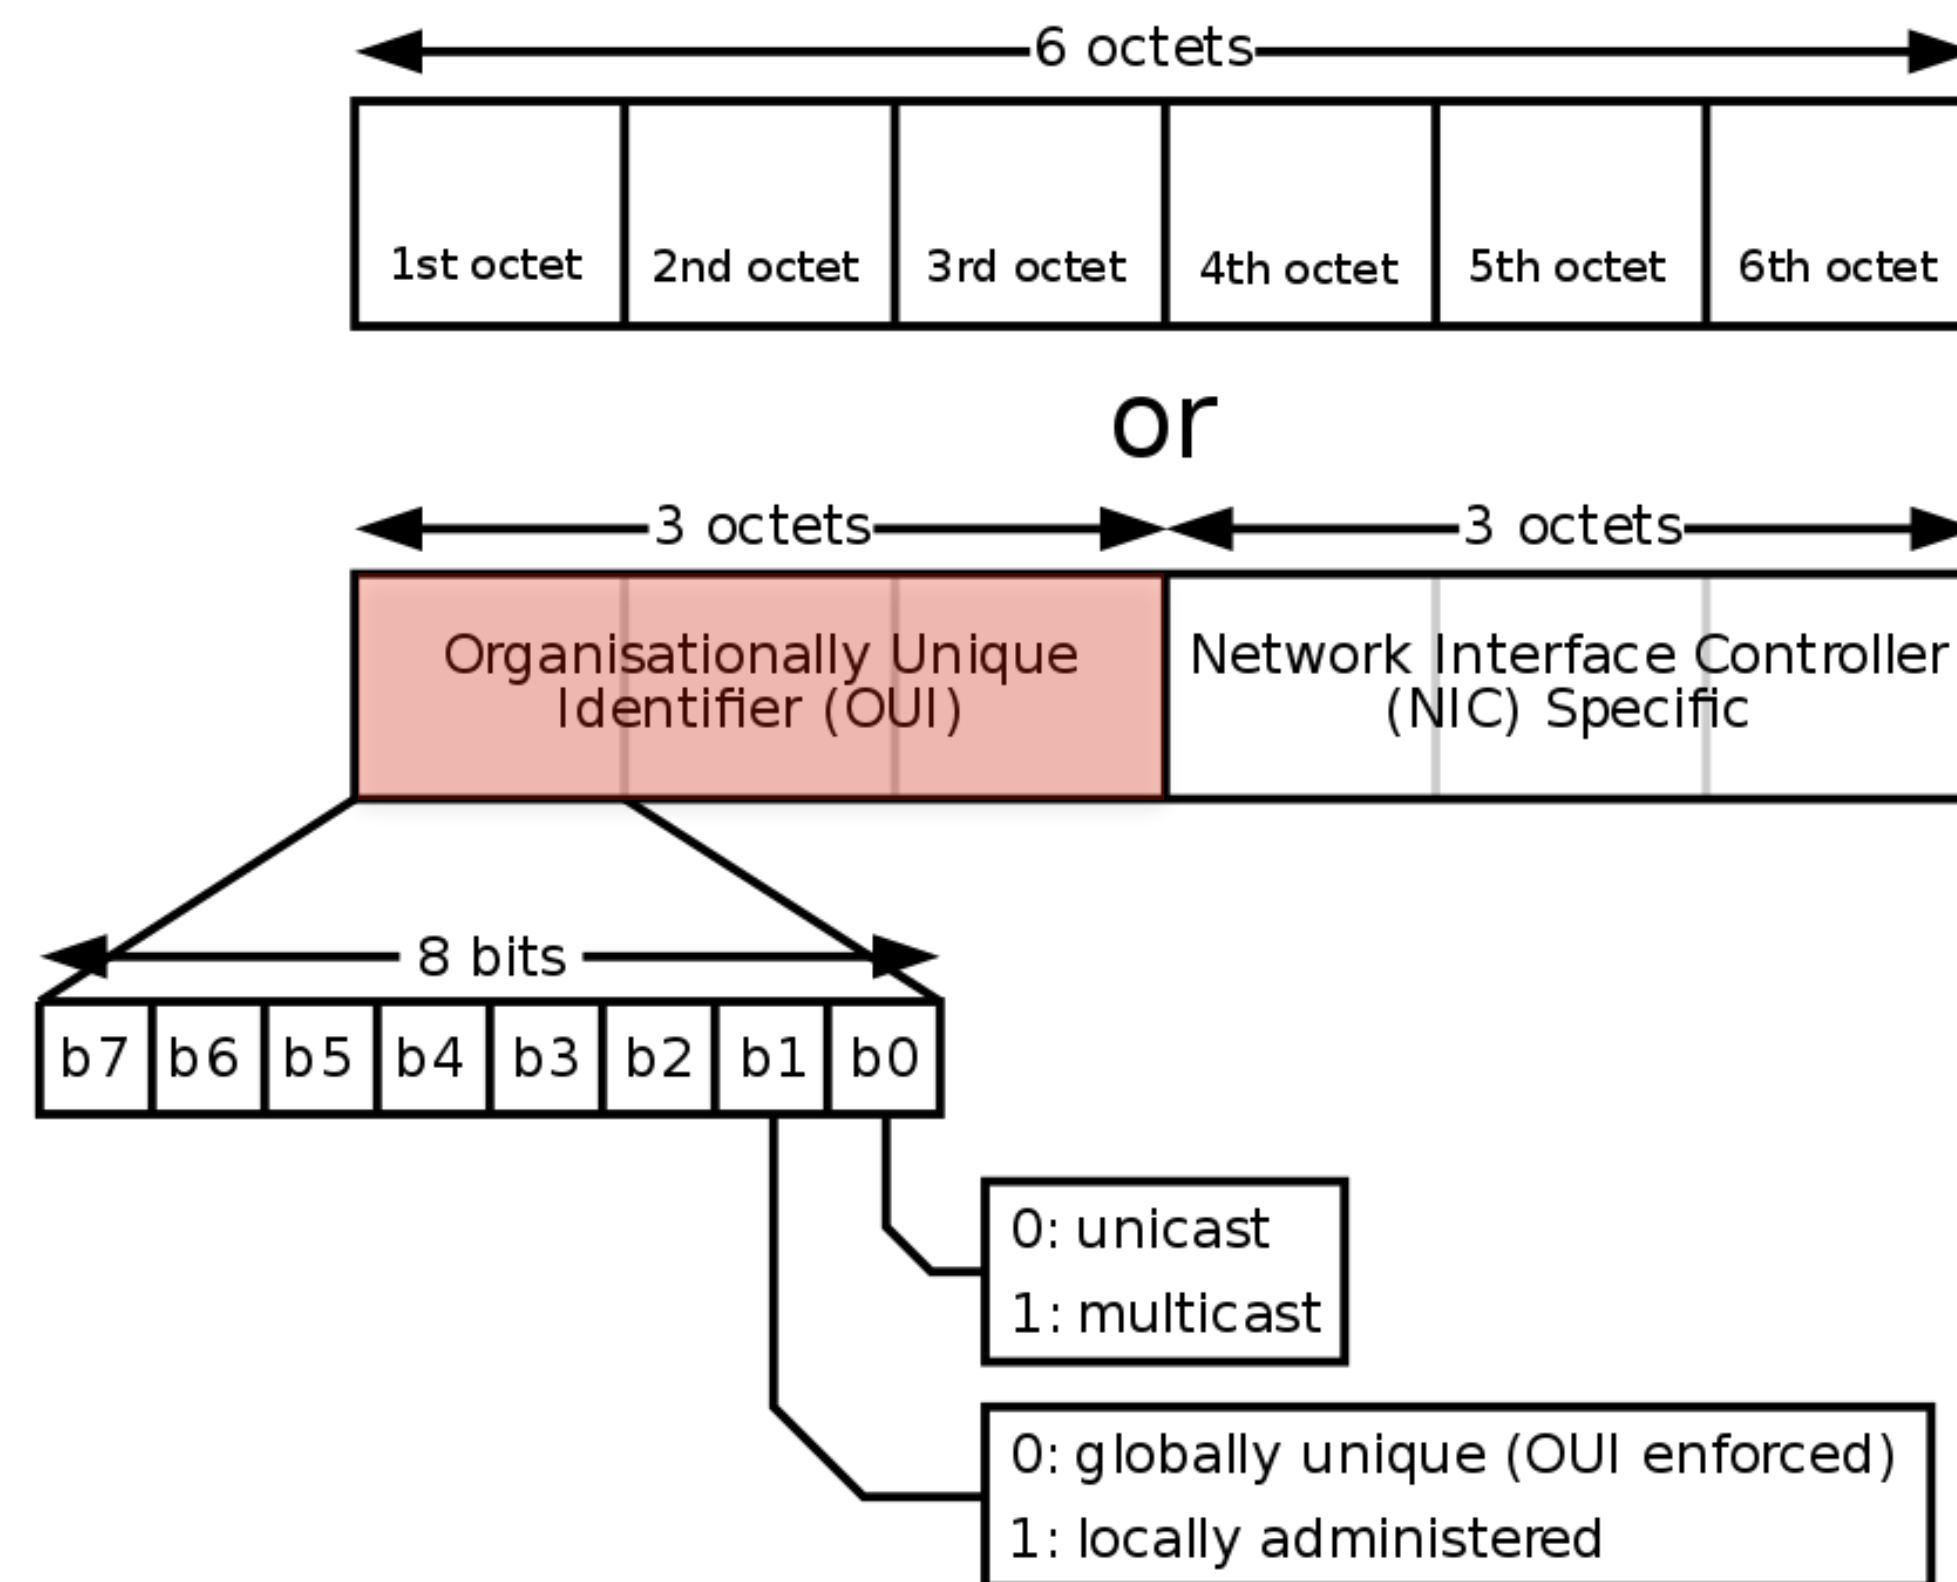 6 octets
1st octet 2nd octet 3rd octet 4th octet 5th octet 6th octet
or
3 octets 3 octets
Organisationally Unique
Identifier (OUI)
Network Interface Controller
(NIC) Specific
8 bits
b7 b6 b5 b4 b3 b2 b1 b0
0: unicast
1: multicast
0: globally unique (OUI enforced)
1: locally administered